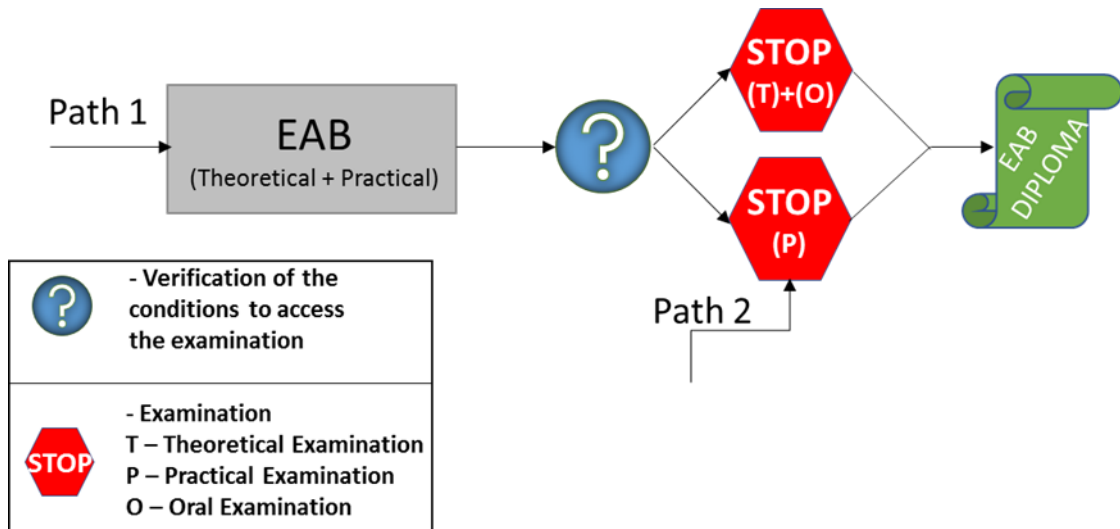 Path 1
EAB
(Theoretical + Practical)
?
STOP
(T)+(O)
STOP
(P)
Path 2
EAB
DIPLOMA
?
- Verification of the
conditions to access
the examination
STOP
- Examination
T – Theoretical Examination
P – Practical Examination
O – Oral Examination